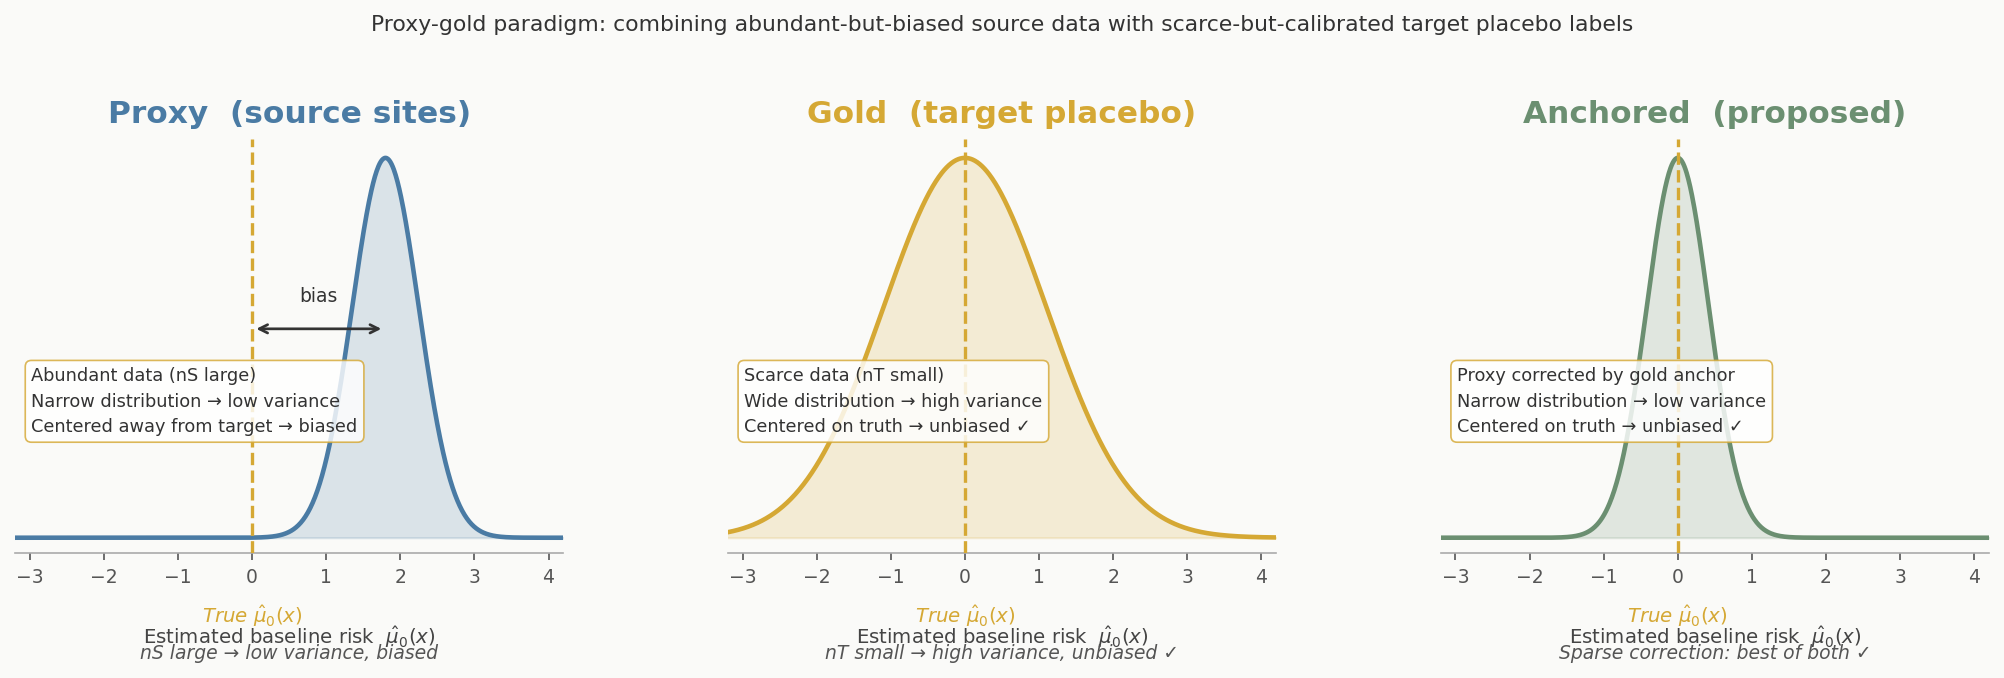 Proxy-gold paradigm: combining abundant-but-biased source data with scarce-but-calibrated target placebo labels
Proxy (source sites)
bias
Abundant data (nS large)
Narrow distribution → low variance
Centered away from target → biased
−3 −2 −1 0 1 2 3 4
True μ̂₀(x)
Estimated baseline risk μ̂₀(x)
nS large → low variance, biased
Gold (target placebo)
Scarce data (nT small)
Wide distribution → high variance
Centered on truth → unbiased ✓
−3 −2 −1 0 1 2 3 4
True μ̂₀(x)
Estimated baseline risk μ̂₀(x)
nT small → high variance, unbiased ✓
Anchored (proposed)
Proxy corrected by gold anchor
Narrow distribution → low variance
Centered on truth → unbiased ✓
−3 −2 −1 0 1 2 3 4
True μ̂₀(x)
Estimated baseline risk μ̂₀(x)
Sparse correction: best of both ✓